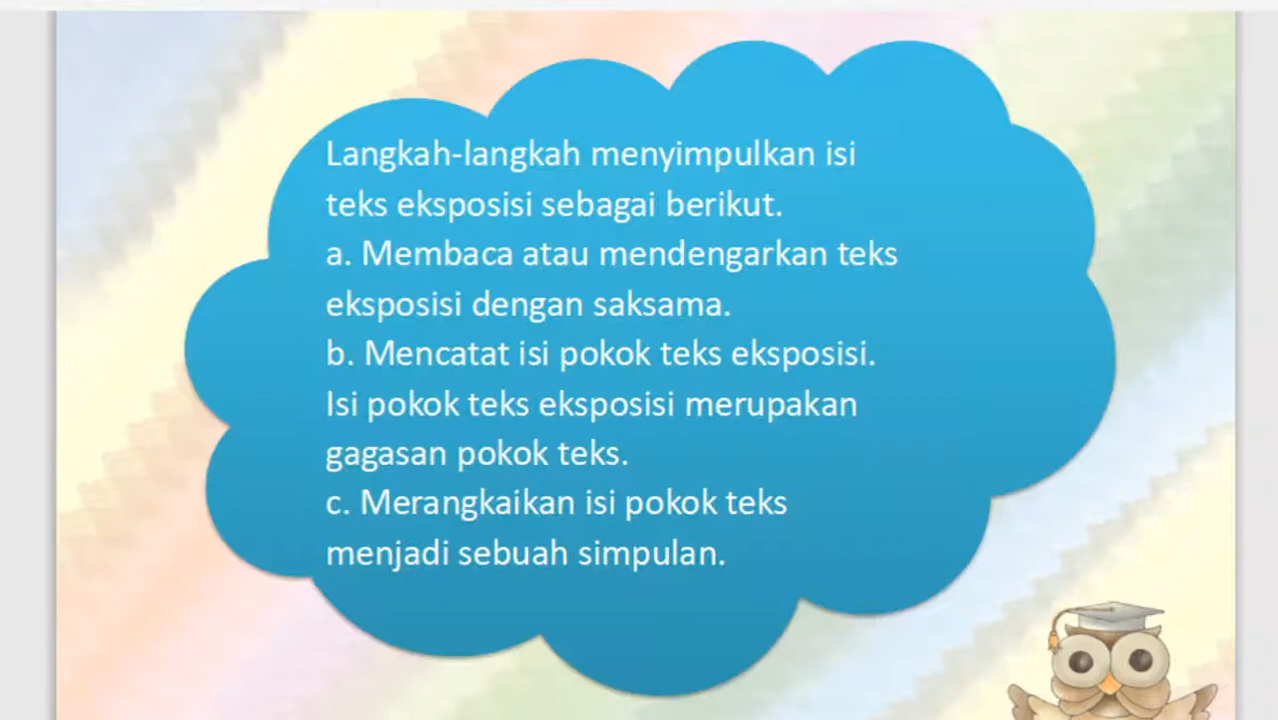 Langkah-langkah menyimpulkan isi
teks eksposisi sebagai berikut.
a. Membaca atau mendengarkan teks
eksposisi dengan saksama.
b. Mencatat isi pokok teks eksposisi.
Isi pokok teks eksposisi merupakan
gagasan pokok teks.
c. Merangkaikan isi pokok teks
menjadi sebuah simpulan.